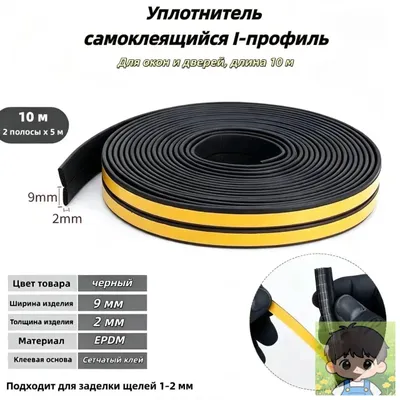 Уплотнитель
самоклеящийся I-профиль
Для окон и дверей, длина 10 м
10 м
2 полосы x 5 м
9mm
2mm
Цвет товара черный
Ширина изделия 9 мм
Толщина изделия 2 мм
Материал EPDM
Клеевая основа Сетчатый клей
Подходит для заделки щелей 1-2 мм